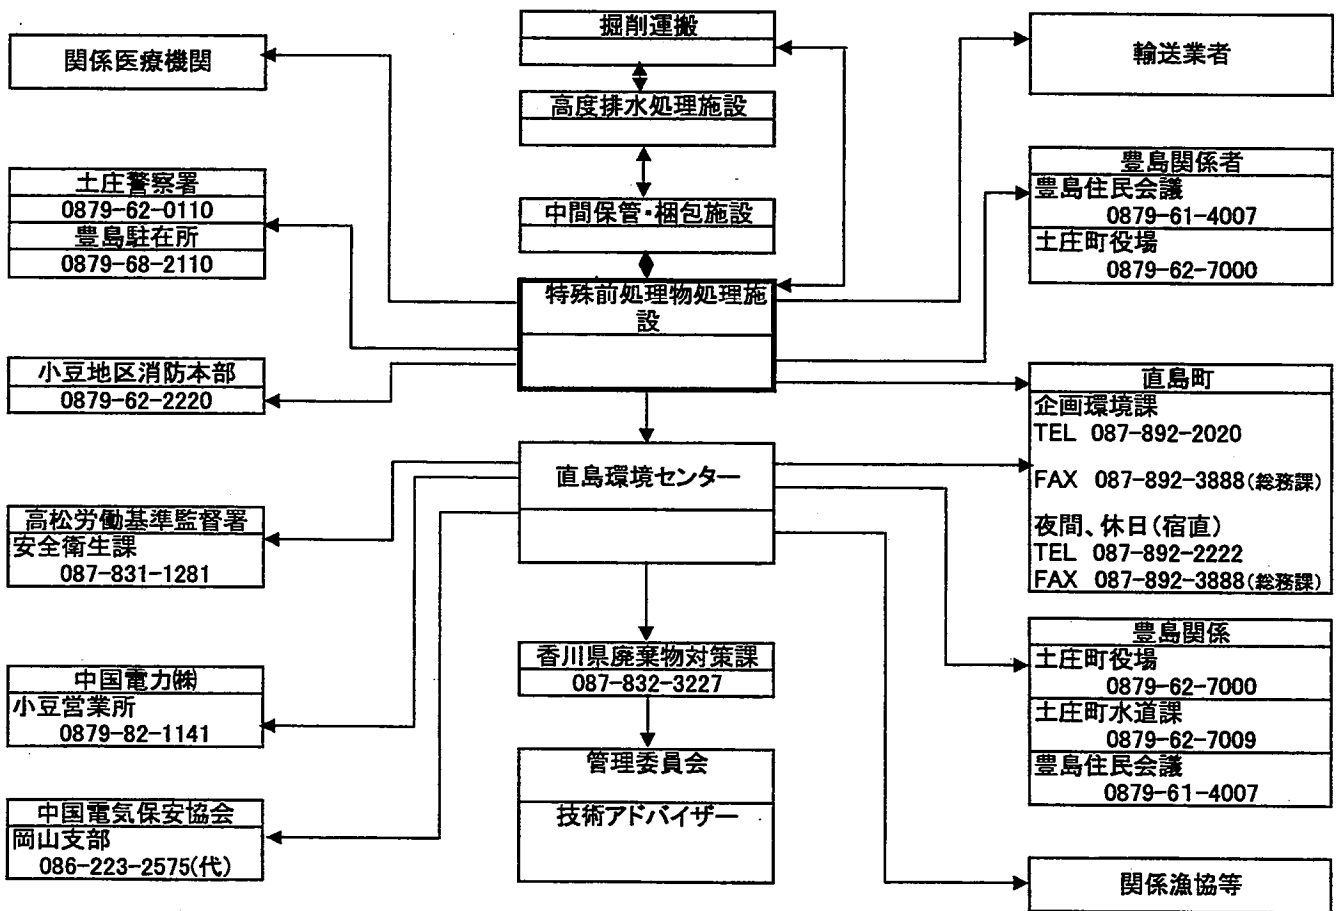 関係医療機関
土庄警察署
0879-62-0110
豊島駐在所
0879-68-2110
小豆地区消防本部
0879-62-2220
高松労働基準監督署
安全衛生課
087-831-1281
中国電力㈱
小豆営業所
0879-82-1141
中国電気保安協会
岡山支部
086-223-2575(代)
掘削運搬
高度排水処理施設
中間保管・梱包施設
特殊前処理物処理施
設
直島環境センター
香川県廃棄物対策課
087-832-3227
管理委員会
技術アドバイザー
輸送業者
豊島関係者
豊島住民会議
0879-61-4007
土庄町役場
0879-62-7000
直島町
企画環境課
TEL 087-892-2020
FAX 087-892-3888(総務課)
夜間、休日(宿直)
TEL 087-892-2222
FAX 087-892-3888(総務課)
豊島関係
土庄町役場
0879-62-7000
土庄町水道課
0879-62-7009
豊島住民会議
0879-61-4007
関係漁協等